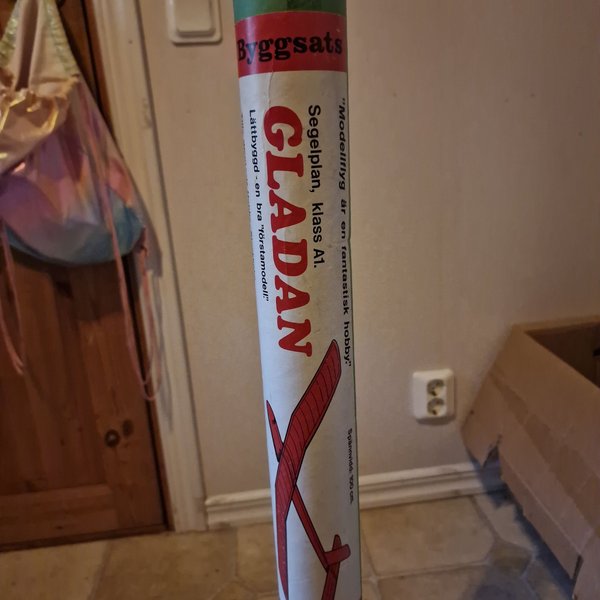 Byggsats
"Modellflyg är en fantastisk hobby."
Segelplan, klass A1.
GLADAN
Lättbyggd - en bra "förstamodell."